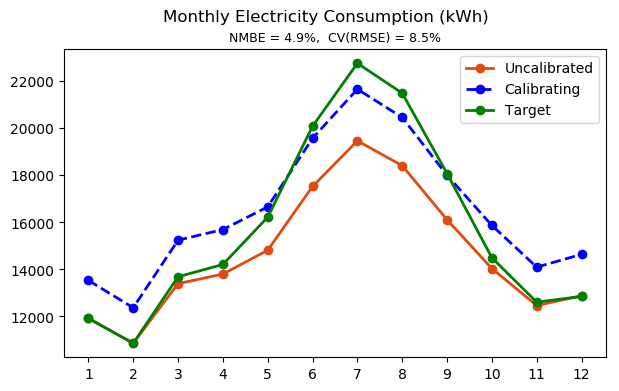 Monthly Electricity Consumption (kWh)
NMBE = 4.9%,  CV(RMSE) = 8.5%
Uncalibrated
Calibrating
Target
22000
20000
18000
16000
14000
12000
1 2 3 4 5 6 7 8 9 10 11 12